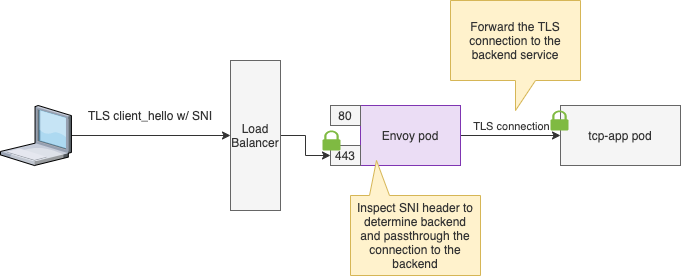 Forward the TLS
connection to the
backend service
TLS client_hello w/ SNI
Load
Balancer
80
443
Envoy pod
TLS connection
tcp-app pod
Inspect SNI header to
determine backend
and passthrough the
connection to the
backend